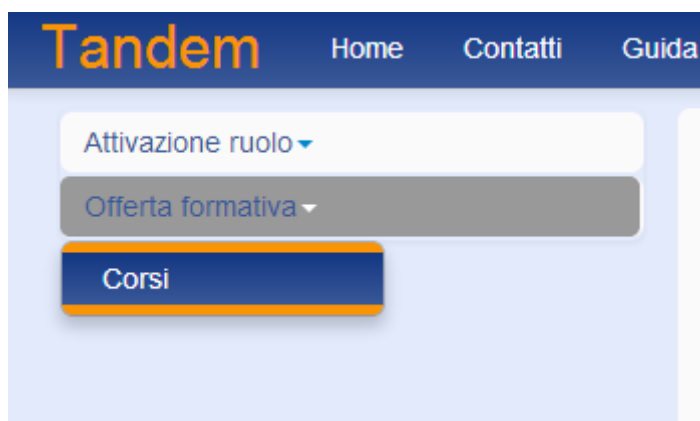 Tandem Home Contatti Guida
Attivazione ruolo
Offerta formativa
Corsi